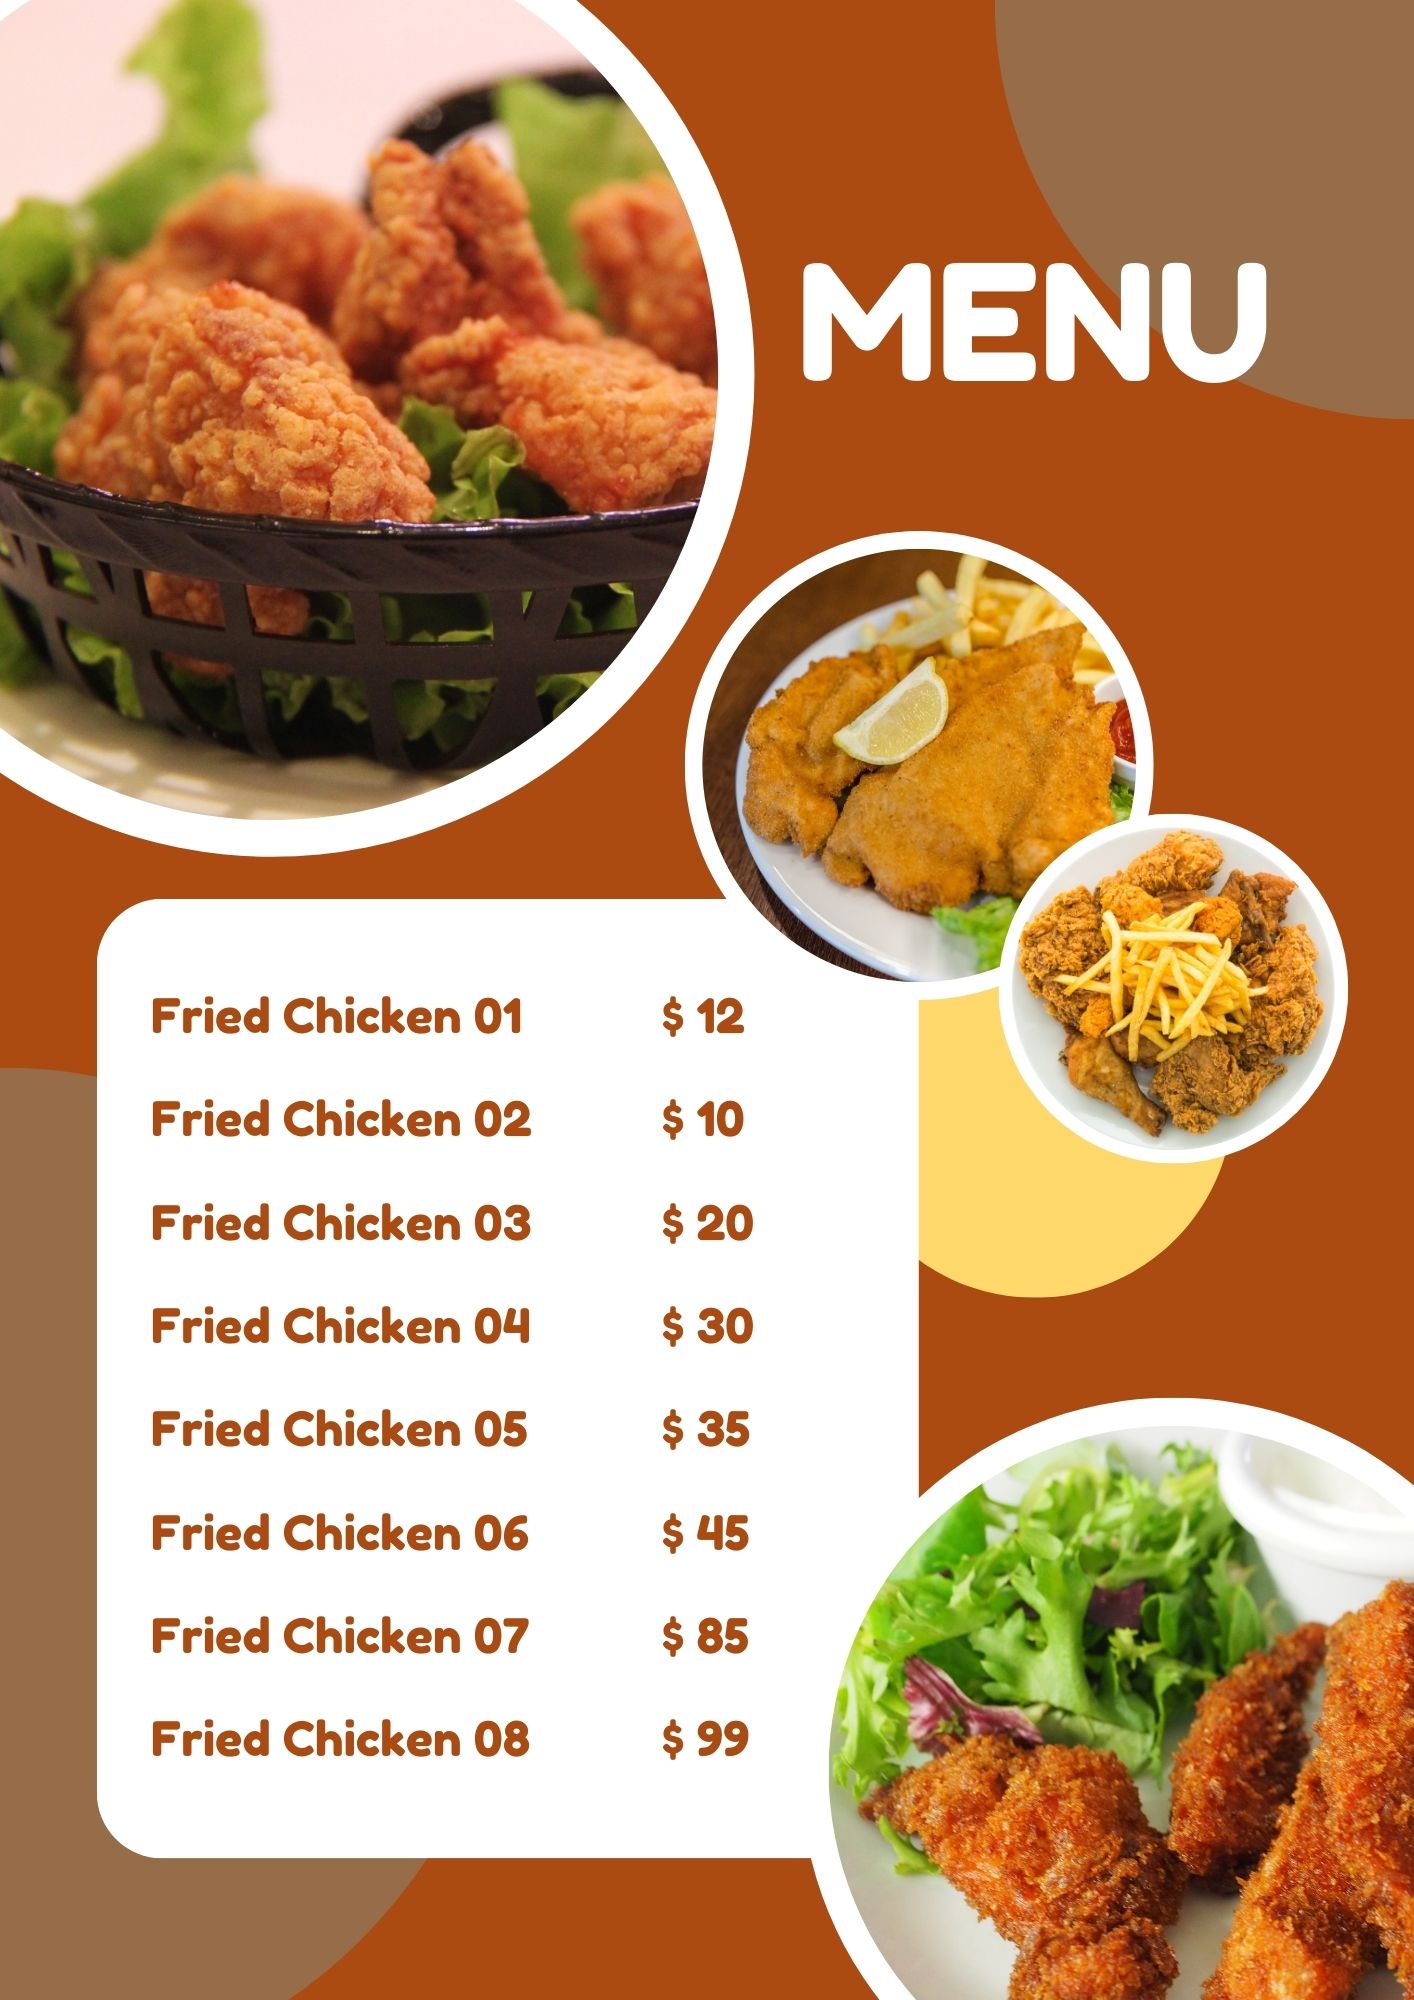 MENU
Fried Chicken 01 $ 12
Fried Chicken 02 $ 10
Fried Chicken 03 $ 20
Fried Chicken 04 $ 30
Fried Chicken 05 $ 35
Fried Chicken 06 $ 45
Fried Chicken 07 $ 85
Fried Chicken 08 $ 99